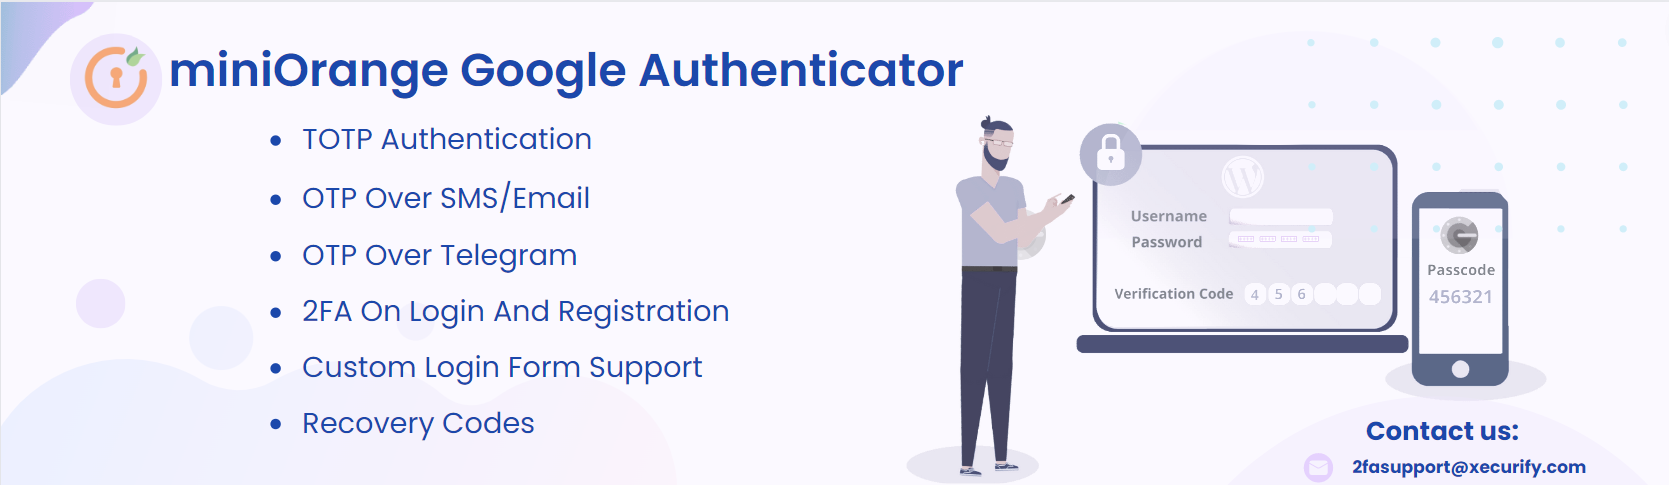 miniOrange Google Authenticator
• TOTP Authentication
• OTP Over SMS/Email
• OTP Over Telegram
• 2FA On Login And Registration
• Custom Login Form Support
• Recovery Codes
Username
Password
Verification Code 4 5 6
Passcode
456321
Contact us:
2fasupport@xecurify.com